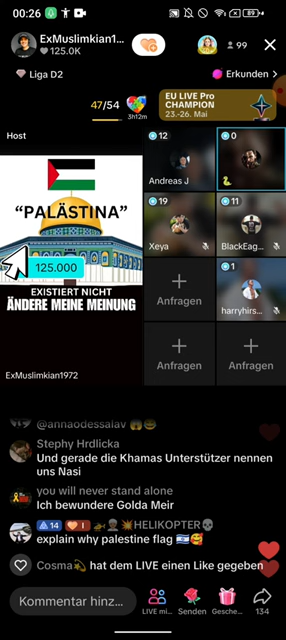 00:26
89
ExMuslimkian1...
125.0K
99
Liga D2
Erkunden >
47/54
3h12m
EU LIVE Pro
CHAMPION
23.-26. Mai
Host
"PALÄSTINA"
125.000
EXISTIERT NICHT
ÄNDERE MEINE MEINUNG
ExMuslimkian1972
12
Andreas J
0
19
Xeya
11
BlackEag...
Anfragen
1
harryhirs...
Anfragen
Anfragen
@annaodessalav
Stephy Hrdlicka
Und gerade die Khamas Unterstützer nennen
uns Nasi
you will never stand alone
Ich bewundere Golda Meir
14 1 HELIKOPTER
explain why palestine flag
Cosma hat dem LIVE einen Like gegeben
Kommentar hinz...
LIVE mi...
Senden
Gesche...
134